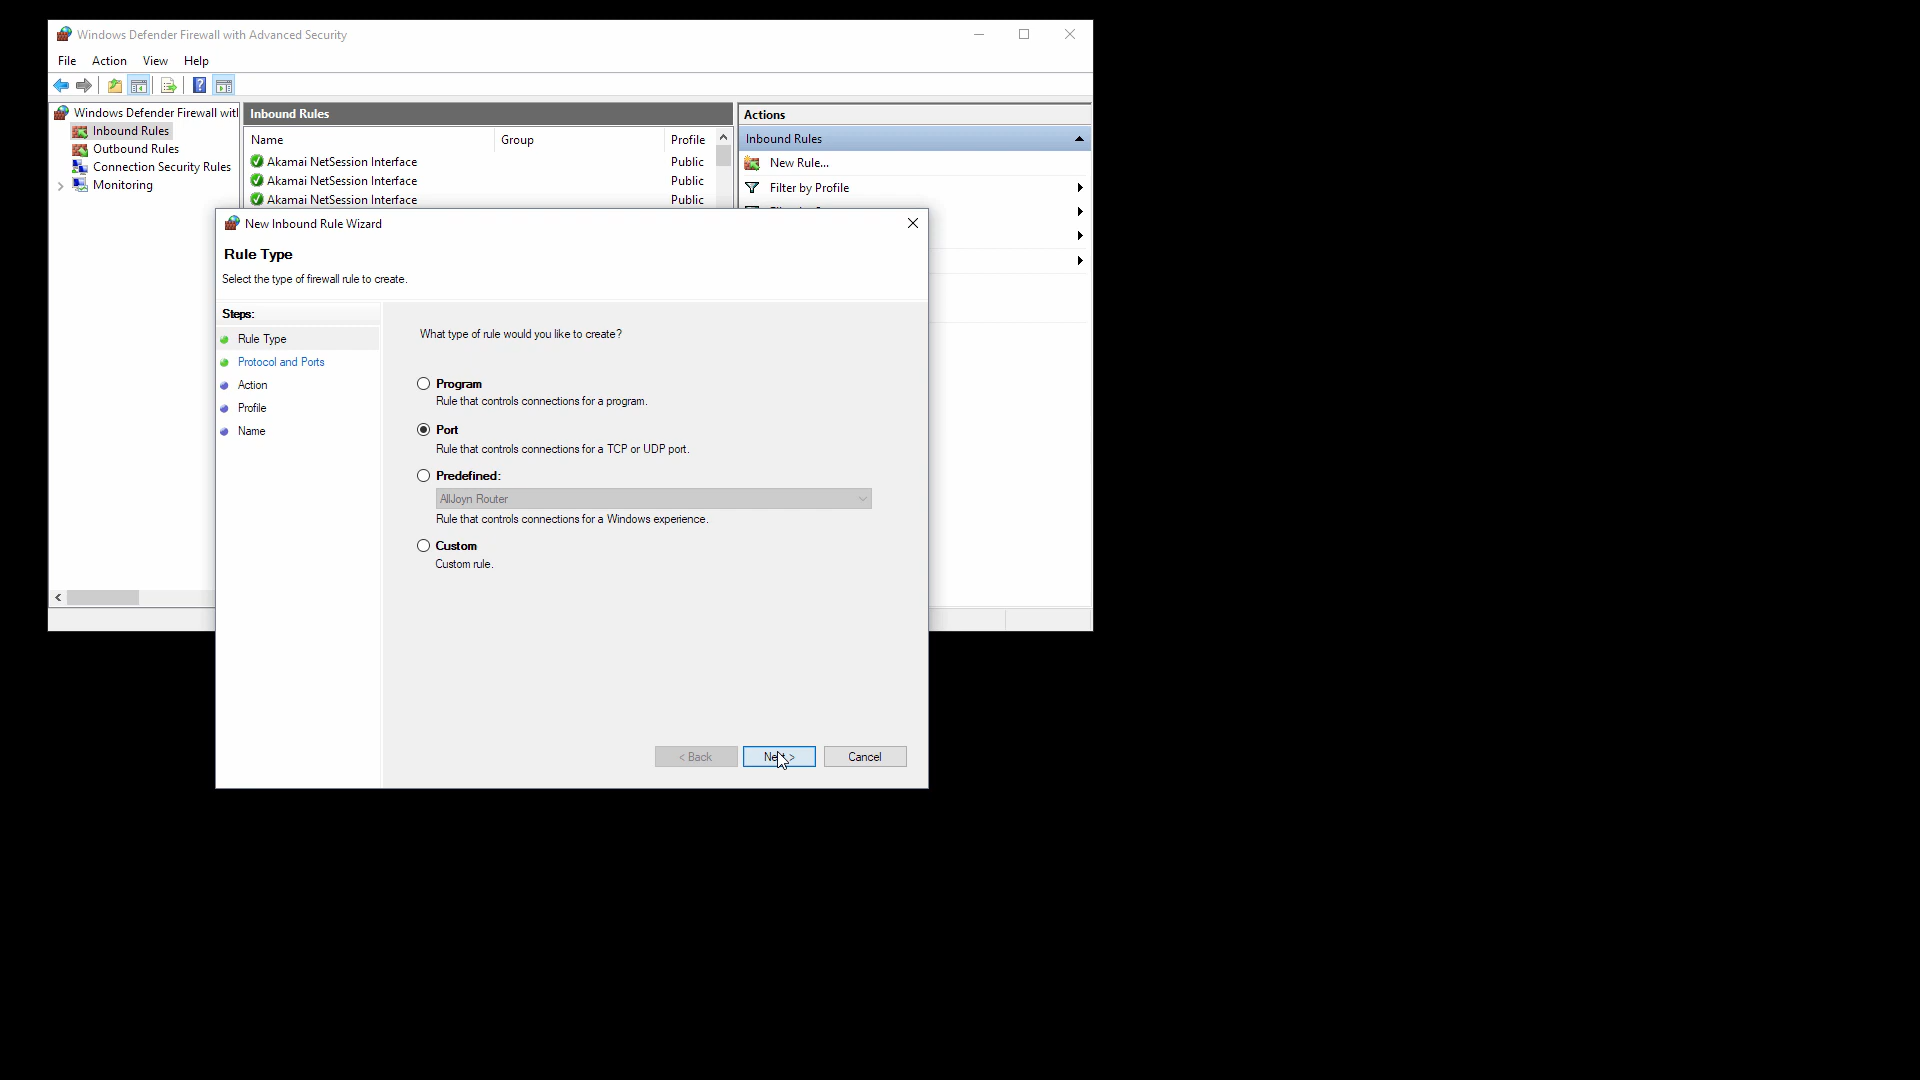 Windows Defender Firewall with Advanced Security
File Action View Help
Windows Defender Firewall wit
Inbound Rules
Outbound Rules
Connection Security Rules
Monitoring
Inbound Rules
Name Group Profile
Akamai NetSession Interface Public
Akamai NetSession Interface Public
Akamai NetSession Interface Public
Actions
Inbound Rules
New Rule...
Filter by Profile
New Inbound Rule Wizard
Rule Type
Select the type of firewall rule to create.
Steps:
Rule Type
Protocol and Ports
Action
Profile
Name
What type of rule would you like to create?
Program
Rule that controls connections for a program.
Port
Rule that controls connections for a TCP or UDP port.
Predefined:
AllJoyn Router
Rule that controls connections for a Windows experience.
Custom
Custom rule.
< Back Next > Cancel